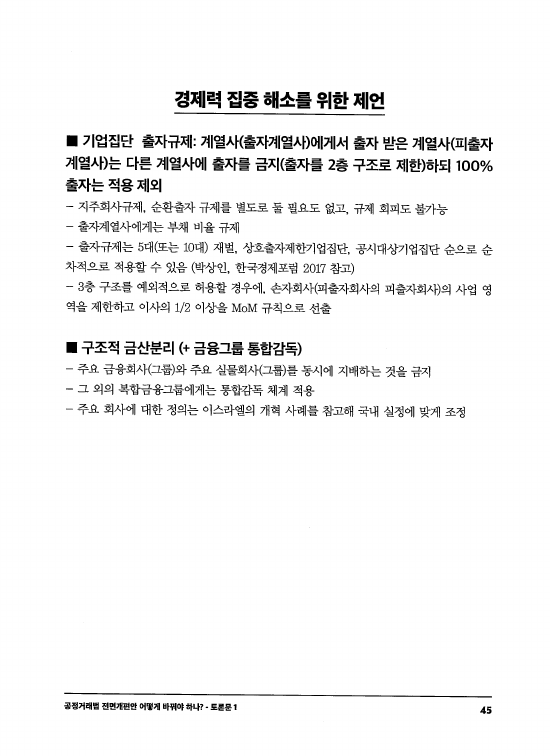 경제력 집중 해소를 위한 제언
■ 기업집단 출자규제: 계열사(출자계열사)에게서 출자 받은 계열사(피출자
계열사)는 다른 계열사에 출자를 금지(출자를 2층 구조로 제한)하되 100%
출자는 적용 제외
- 지주회사규제, 순환출자 규제를 별도로 둘 필요도 없고, 규제 회피도 불가능
- 출자계열사에게는 부채 비율 규제
- 출자규제는 5대(또는 10대) 재벌, 상호출자제한기업집단, 공시대상기업집단 순으로 순
차적으로 적용할 수 있음 (박상인, 한국경제포럼 2017 참고)
- 3층 구조를 예외적으로 허용할 경우에, 손자회사(피출자회사의 피출자회사)의 사업 영
역을 제한하고 이사의 1/2 이상을 MoM 규칙으로 선출
■ 구조적 금산분리 (+ 금융그룹 통합감독)
- 주요 금융회사(그룹)와 주요 실물회사(그룹)를 동시에 지배하는 것을 금지
- 그 외의 복합금융그룹에게는 통합감독 체계 적용
- 주요 회사에 대한 정의는 이스라엘의 개혁 사례를 참고해 국내 실정에 맞게 조정
공정거래법 전면개편안 어떻게 바꿔야 하나? - 토론문 1
45